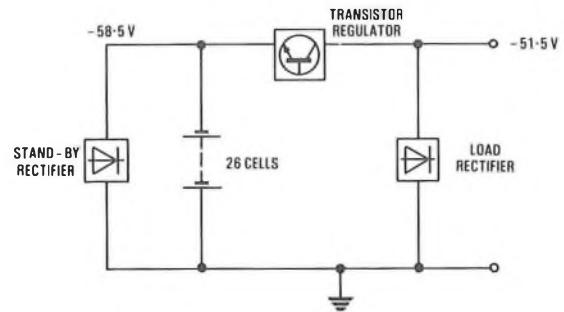 TRANSISTOR
REGULATOR
-58·5 V
-51·5 V
STAND-BY
RECTIFIER
26 CELLS
LOAD
RECTIFIER